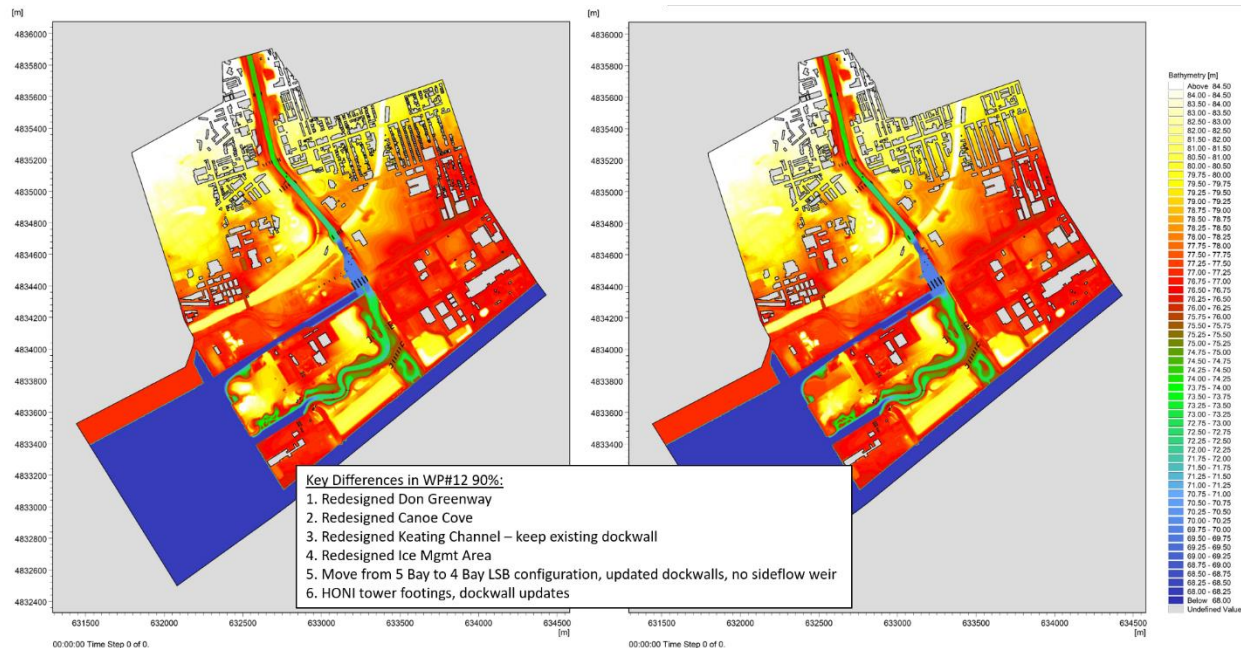 [m]
4836000
4835800
4835600
4835400
4835200
4835000
4834800
4834600
4834400
4834200
4834000
4833800
4833600
4833400
4833200
4833000
4832800
4832600
4832400
631500 632000 632500 633000 633500 634000 634500
[m]
00:00:00 Time Step 0 of 0.
[m]
4836000
4835800
4835600
4835400
4835200
4835000
4834800
4834600
4834400
4834200
4834000
4833800
4833600
4833400
4833200
4833000
4832800
4832600
4832400
631500 632000 632500 633000 633500 634000 634500
[m]
00:00:00 Time Step 0 of 0.
Key Differences in WP#12 90%:
1. Redesigned Don Greenway
2. Redesigned Canoe Cove
3. Redesigned Keating Channel – keep existing dockwall
4. Redesigned Ice Mgmt Area
5. Move from 5 Bay to 4 Bay LSB configuration, updated dockwalls, no sideflow weir
6. HONI tower footings, dockwall updates
Bathymetry [m]
Above 84.50
84.00 - 84.50
83.50 - 84.00
83.00 - 83.50
82.50 - 83.00
82.00 - 82.50
81.50 - 82.00
81.00 - 81.50
80.50 - 81.00
80.00 - 80.50
79.75 - 80.00
79.50 - 79.75
79.25 - 79.50
79.00 - 79.25
78.75 - 79.00
78.50 - 78.75
78.25 - 78.50
78.00 - 78.25
77.75 - 78.00
77.50 - 77.75
77.25 - 77.50
77.00 - 77.25
76.75 - 77.00
76.50 - 76.75
76.25 - 76.50
76.00 - 76.25
75.75 - 76.00
75.50 - 75.75
75.25 - 75.50
75.00 - 75.25
74.75 - 75.00
74.50 - 74.75
74.25 - 74.50
74.00 - 74.25
73.75 - 74.00
73.50 - 73.75
73.25 - 73.50
73.00 - 73.25
72.75 - 73.00
72.50 - 72.75
72.25 - 72.50
72.00 - 72.25
71.75 - 72.00
71.50 - 71.75
71.25 - 71.50
71.00 - 71.25
70.75 - 71.00
70.50 - 70.75
70.25 - 70.50
70.00 - 70.25
69.75 - 70.00
69.50 - 69.75
69.25 - 69.50
69.00 - 69.25
68.75 - 69.00
68.50 - 68.75
68.25 - 68.50
68.00 - 68.25
Below 68.00
Undefined Value